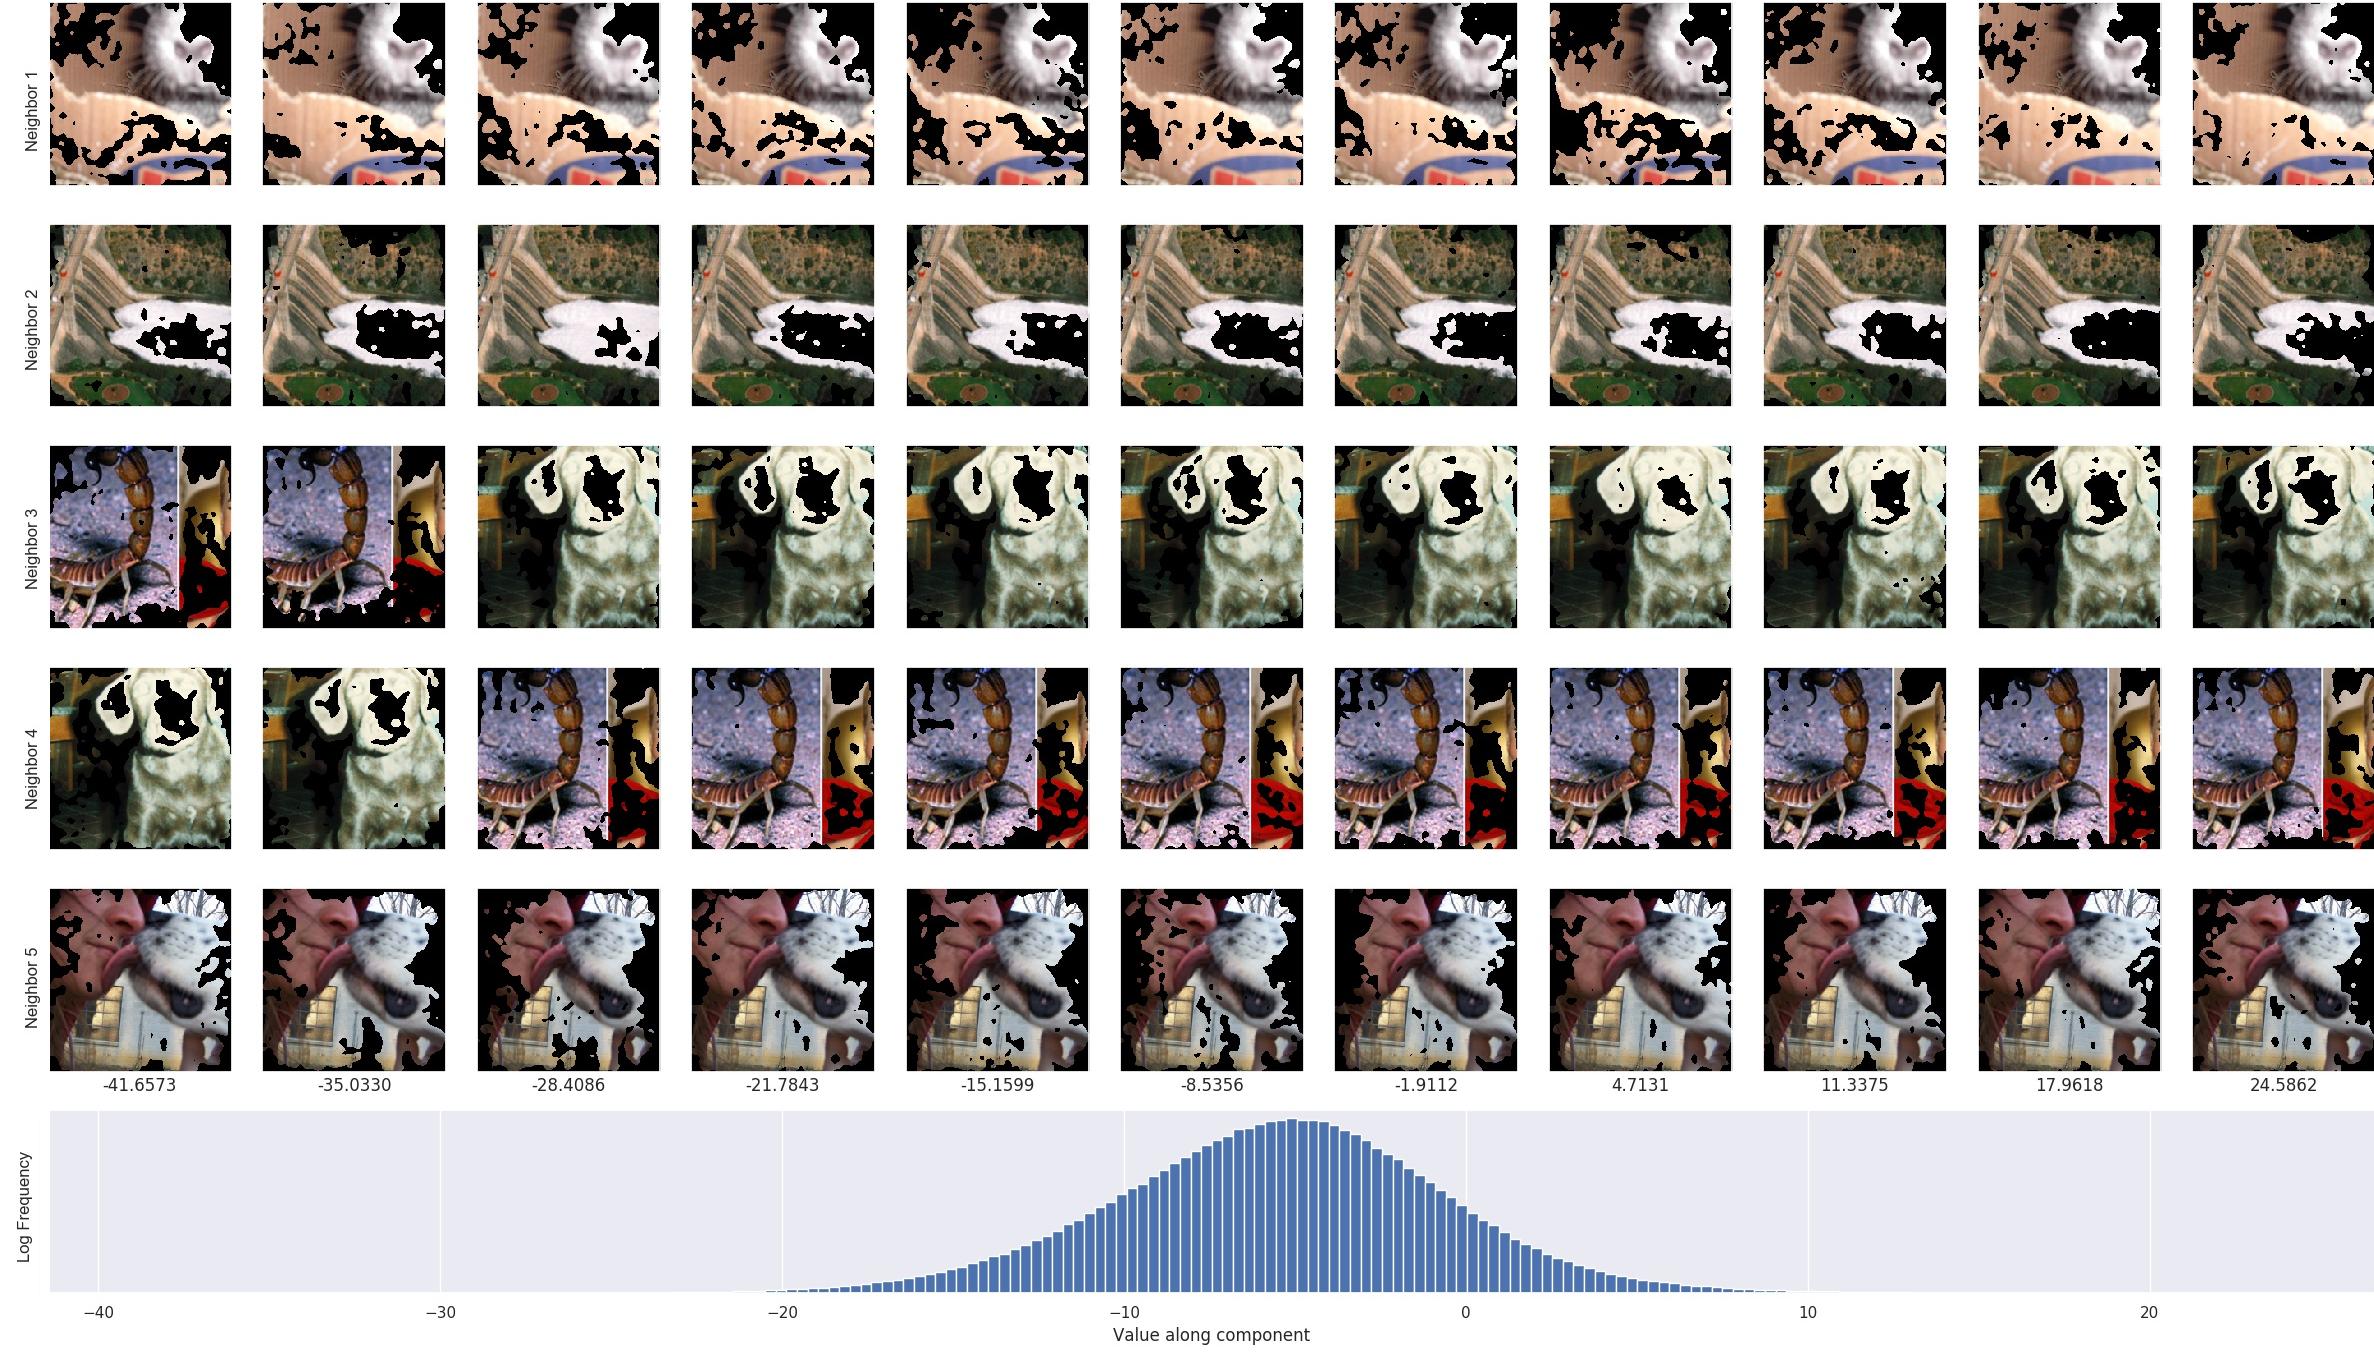 Neighbor 1
Neighbor 2
Neighbor 3
Neighbor 4
Neighbor 5
-41.6573 -35.0330 -28.4086 -21.7843 -15.1599 -8.5356 -1.9112 4.7131 11.3375 17.9618 24.5862
Log Frequency
−40 −30 −20 −10 0 10 20
Value along component